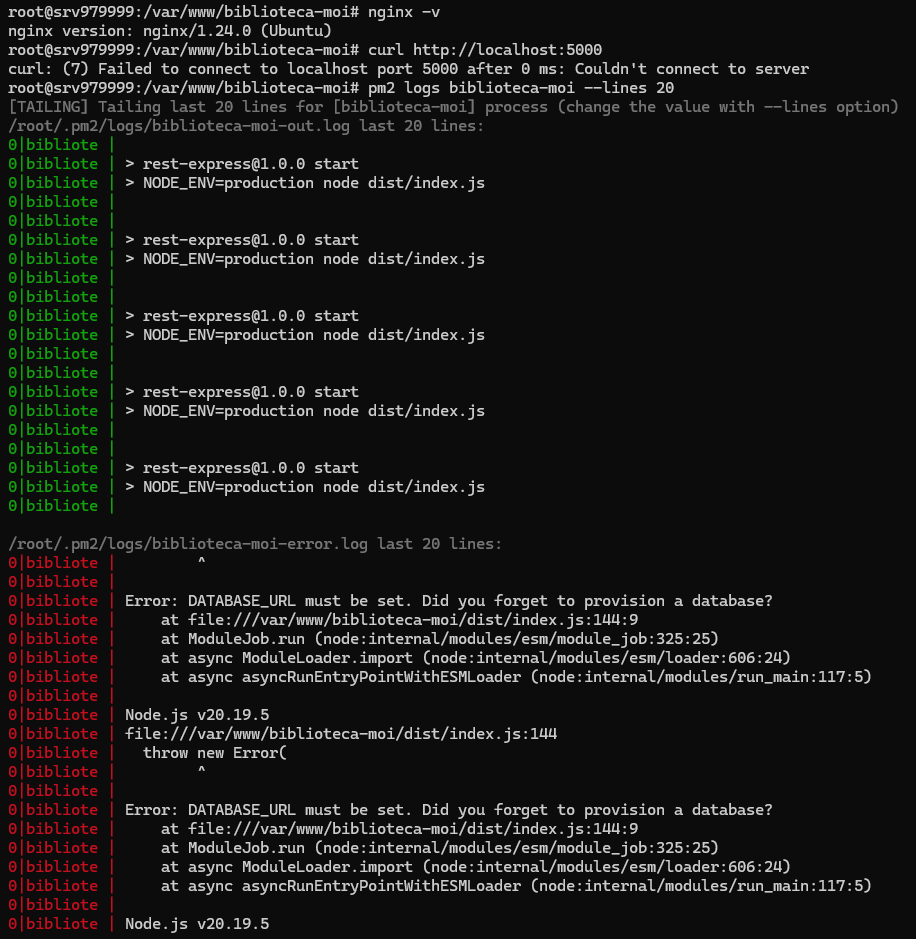 root@srv979999:/var/www/biblioteca-moi# nginx -v
nginx version: nginx/1.24.0 (Ubuntu)
root@srv979999:/var/www/biblioteca-moi# curl http://localhost:5000
curl: (7) Failed to connect to localhost port 5000 after 0 ms: Couldn't connect to server
root@srv979999:/var/www/biblioteca-moi# pm2 logs biblioteca-moi --lines 20
[TAILING] Tailing last 20 lines for [biblioteca-moi] process (change the value with --lines option)
/root/.pm2/logs/biblioteca-moi-out.log last 20 lines:
0|bibliote |
0|bibliote | > rest-express@1.0.0 start
0|bibliote | > NODE_ENV=production node dist/index.js
0|bibliote |
0|bibliote |
0|bibliote | > rest-express@1.0.0 start
0|bibliote | > NODE_ENV=production node dist/index.js
0|bibliote |
0|bibliote |
0|bibliote | > rest-express@1.0.0 start
0|bibliote | > NODE_ENV=production node dist/index.js
0|bibliote |
0|bibliote |
0|bibliote | > rest-express@1.0.0 start
0|bibliote | > NODE_ENV=production node dist/index.js
0|bibliote |
0|bibliote |
0|bibliote | > rest-express@1.0.0 start
0|bibliote | > NODE_ENV=production node dist/index.js
0|bibliote |

/root/.pm2/logs/biblioteca-moi-error.log last 20 lines:
0|bibliote |         ^
0|bibliote |
0|bibliote | Error: DATABASE_URL must be set. Did you forget to provision a database?
0|bibliote |     at file:///var/www/biblioteca-moi/dist/index.js:144:9
0|bibliote |     at ModuleJob.run (node:internal/modules/esm/module_job:325:25)
0|bibliote |     at async ModuleLoader.import (node:internal/modules/esm/loader:606:24)
0|bibliote |     at async asyncRunEntryPointWithESMLoader (node:internal/modules/run_main:117:5)
0|bibliote |
0|bibliote | Node.js v20.19.5
0|bibliote | file:///var/www/biblioteca-moi/dist/index.js:144
0|bibliote |   throw new Error(
0|bibliote |         ^
0|bibliote |
0|bibliote | Error: DATABASE_URL must be set. Did you forget to provision a database?
0|bibliote |     at file:///var/www/biblioteca-moi/dist/index.js:144:9
0|bibliote |     at ModuleJob.run (node:internal/modules/esm/module_job:325:25)
0|bibliote |     at async ModuleLoader.import (node:internal/modules/esm/loader:606:24)
0|bibliote |     at async asyncRunEntryPointWithESMLoader (node:internal/modules/run_main:117:5)
0|bibliote |
0|bibliote | Node.js v20.19.5